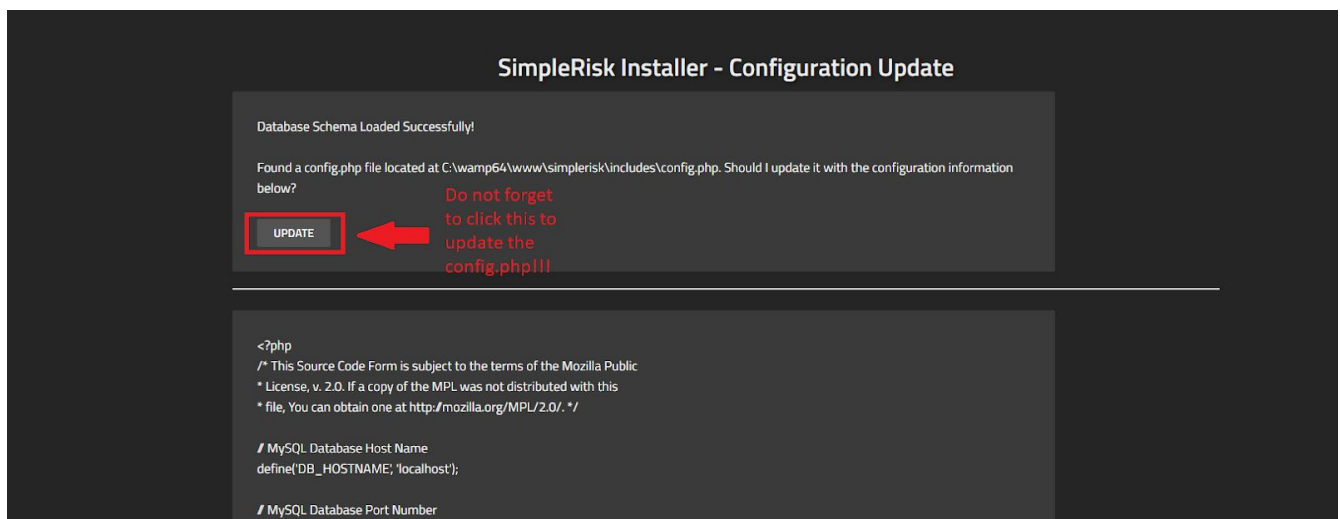 SimpleRisk Installer - Configuration Update
Database Schema Loaded Successfully!
Found a config.php file located at C:\wamp64\www\simplerisk\includes\config.php. Should I update it with the configuration information
below?
UPDATE
Do not forget
to click this to
update the
config.php!!!
<?php
/* This Source Code Form is subject to the terms of the Mozilla Public
* License, v. 2.0. If a copy of the MPL was not distributed with this
* file, You can obtain one at http://mozilla.org/MPL/2.0/. */
// MySQL Database Host Name
define('DB_HOSTNAME', 'localhost');
// MySQL Database Port Number